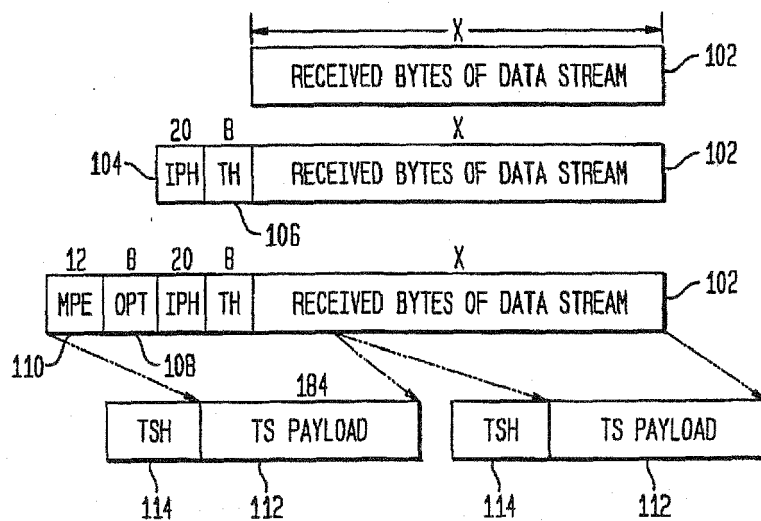 X
RECEIVED BYTES OF DATA STREAM 102
20 8 X
104 IPH TH RECEIVED BYTES OF DATA STREAM 102
106
12 8 20 8 X
MPE OPT IPH TH RECEIVED BYTES OF DATA STREAM 102
110 108
184
TSH TS PAYLOAD TSH TS PAYLOAD
114 112 114 112